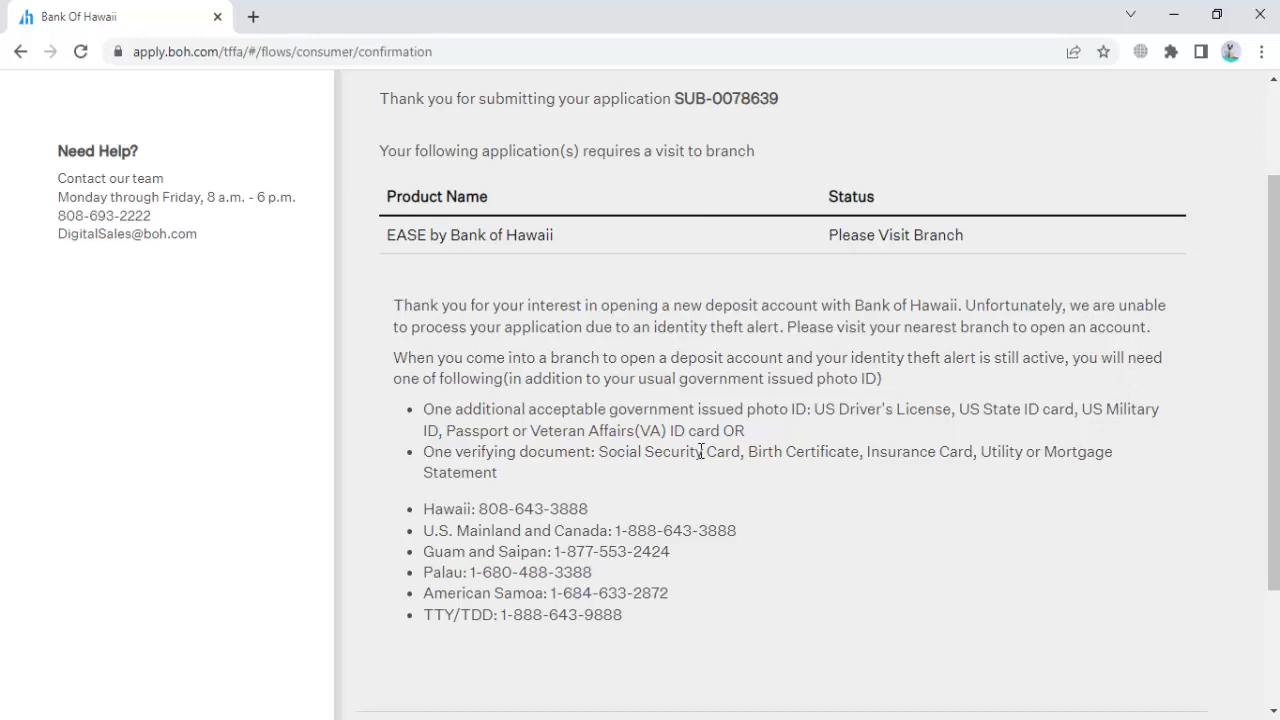 Bank Of Hawaii
apply.boh.com/tffa/#/flows/consumer/confirmation
Need Help?
Contact our team
Monday through Friday, 8 a.m. - 6 p.m.
808-693-2222
DigitalSales@boh.com
Thank you for submitting your application SUB-0078639
Your following application(s) requires a visit to branch
Product Name Status
EASE by Bank of Hawaii Please Visit Branch
Thank you for your interest in opening a new deposit account with Bank of Hawaii. Unfortunately, we are unable
to process your application due to an identity theft alert. Please visit your nearest branch to open an account.
When you come into a branch to open a deposit account and your identity theft alert is still active, you will need
one of following(in addition to your usual government issued photo ID)
• One additional acceptable government issued photo ID: US Driver's License, US State ID card, US Military
ID, Passport or Veteran Affairs(VA) ID card OR
• One verifying document: Social Security Card, Birth Certificate, Insurance Card, Utility or Mortgage
Statement
• Hawaii: 808-643-3888
• U.S. Mainland and Canada: 1-888-643-3888
• Guam and Saipan: 1-877-553-2424
• Palau: 1-680-488-3388
• American Samoa: 1-684-633-2872
• TTY/TDD: 1-888-643-9888